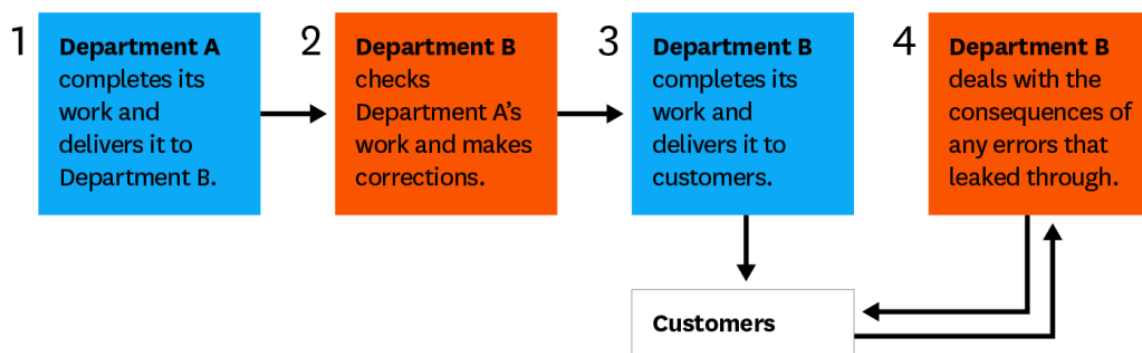 1
Department A
completes its
work and
delivers it to
Department B.
2
Department B
checks
Department A's
work and makes
corrections.
3
Department B
completes its
work and
delivers it to
customers.
4
Department B
deals with the
consequences of
any errors that
leaked through.
Customers